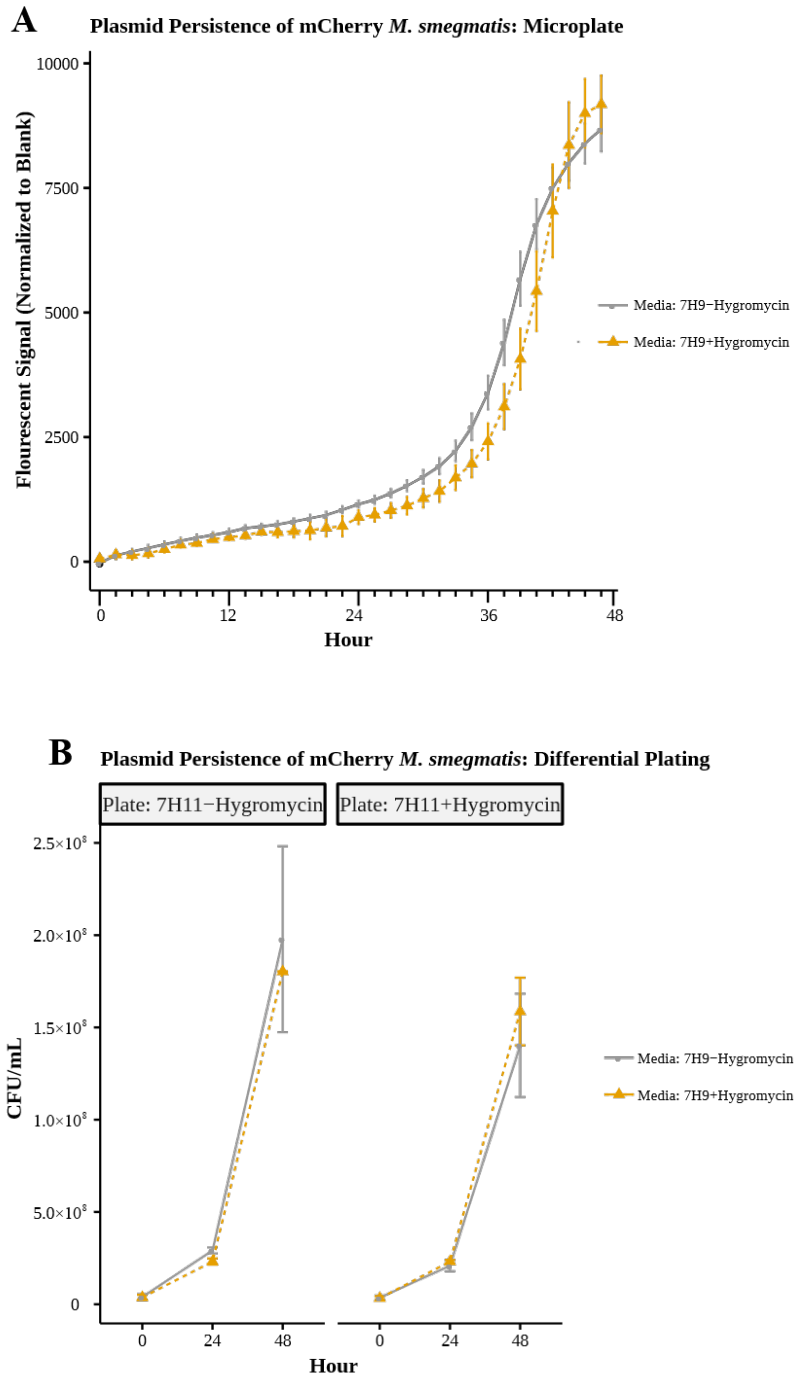 A
Plasmid Persistence of mCherry M. smegmatis: Microplate
Flourescent Signal (Normalized to Blank)
10000
7500
5000
2500
0
0 12 24 36 48
Hour
Media: 7H9−Hygromycin
Media: 7H9+Hygromycin
B
Plasmid Persistence of mCherry M. smegmatis: Differential Plating
Plate: 7H11−Hygromycin Plate: 7H11+Hygromycin
CFU/mL
2.5×10⁸
2.0×10⁸
1.5×10⁸
1.0×10⁸
5.0×10⁸
0
0 24 48 0 24 48
Hour
Media: 7H9−Hygromycin
Media: 7H9+Hygromycin